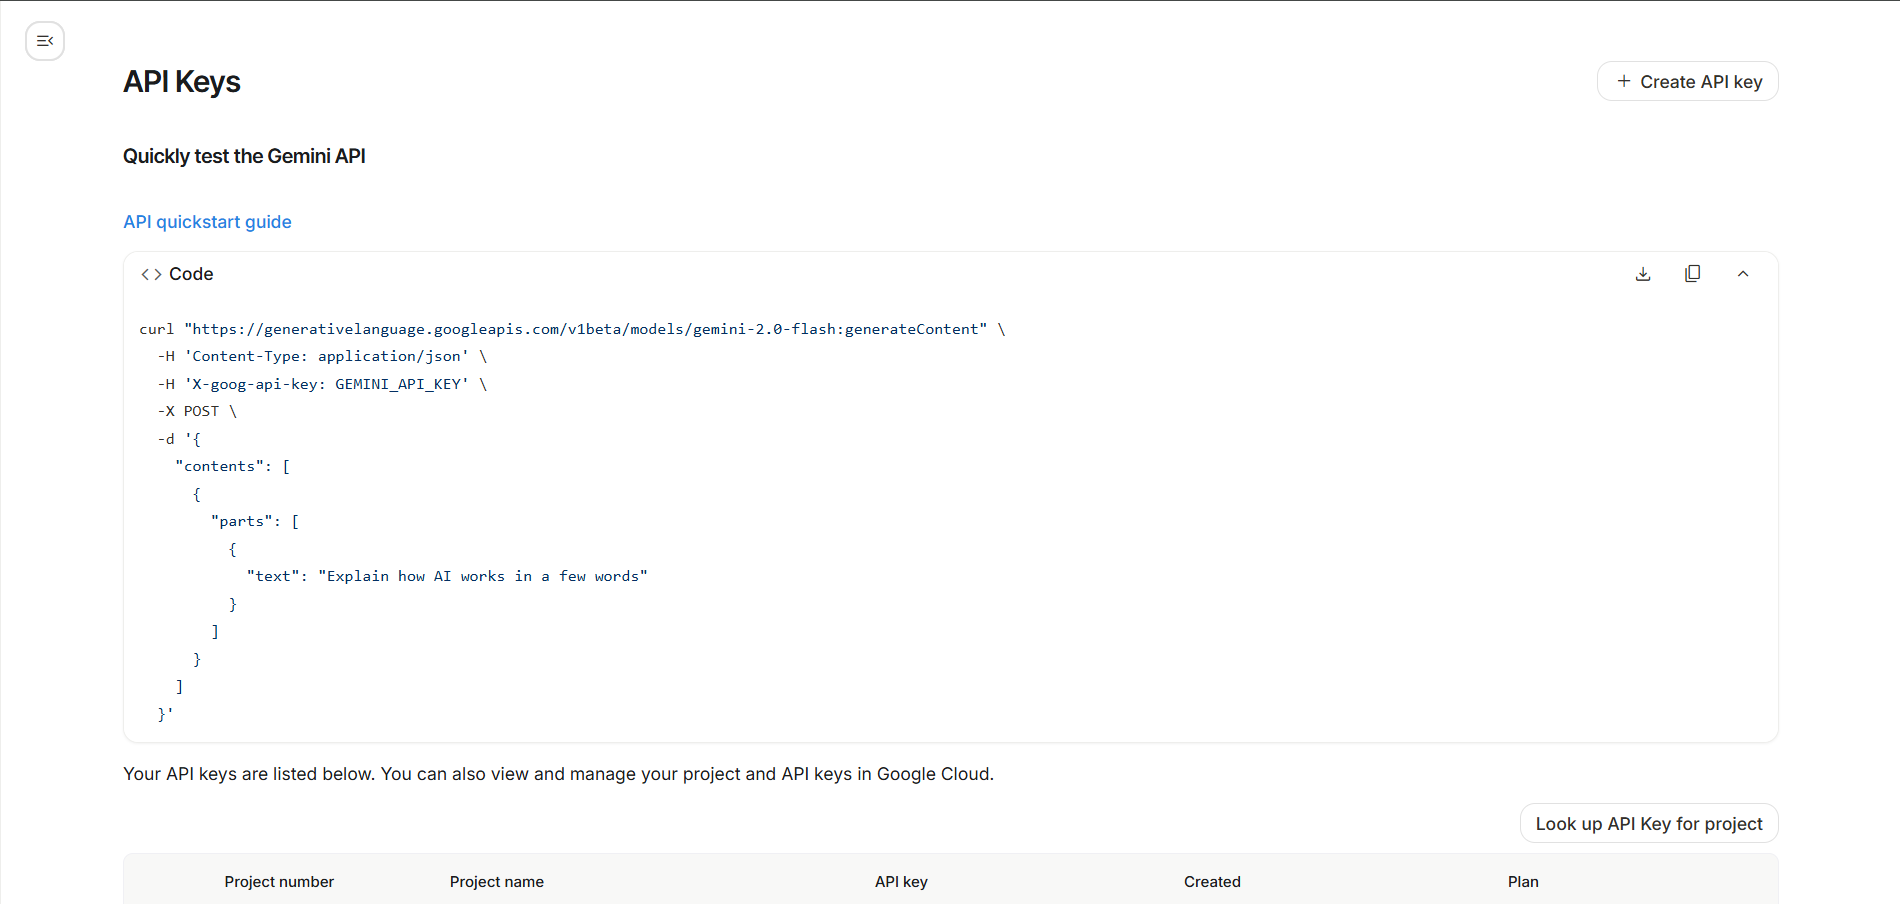 API Keys
+ Create API key
Quickly test the Gemini API
API quickstart guide
<> Code
curl "https://generativelanguage.googleapis.com/v1beta/models/gemini-2.0-flash:generateContent" \
  -H 'Content-Type: application/json' \
  -H 'X-goog-api-key: GEMINI_API_KEY' \
  -X POST \
  -d '{
    "contents": [
      {
        "parts": [
          {
            "text": "Explain how AI works in a few words"
          }
        ]
      }
    ]
  }'
Your API keys are listed below. You can also view and manage your project and API keys in Google Cloud.
Look up API Key for project
Project number Project name API key Created Plan